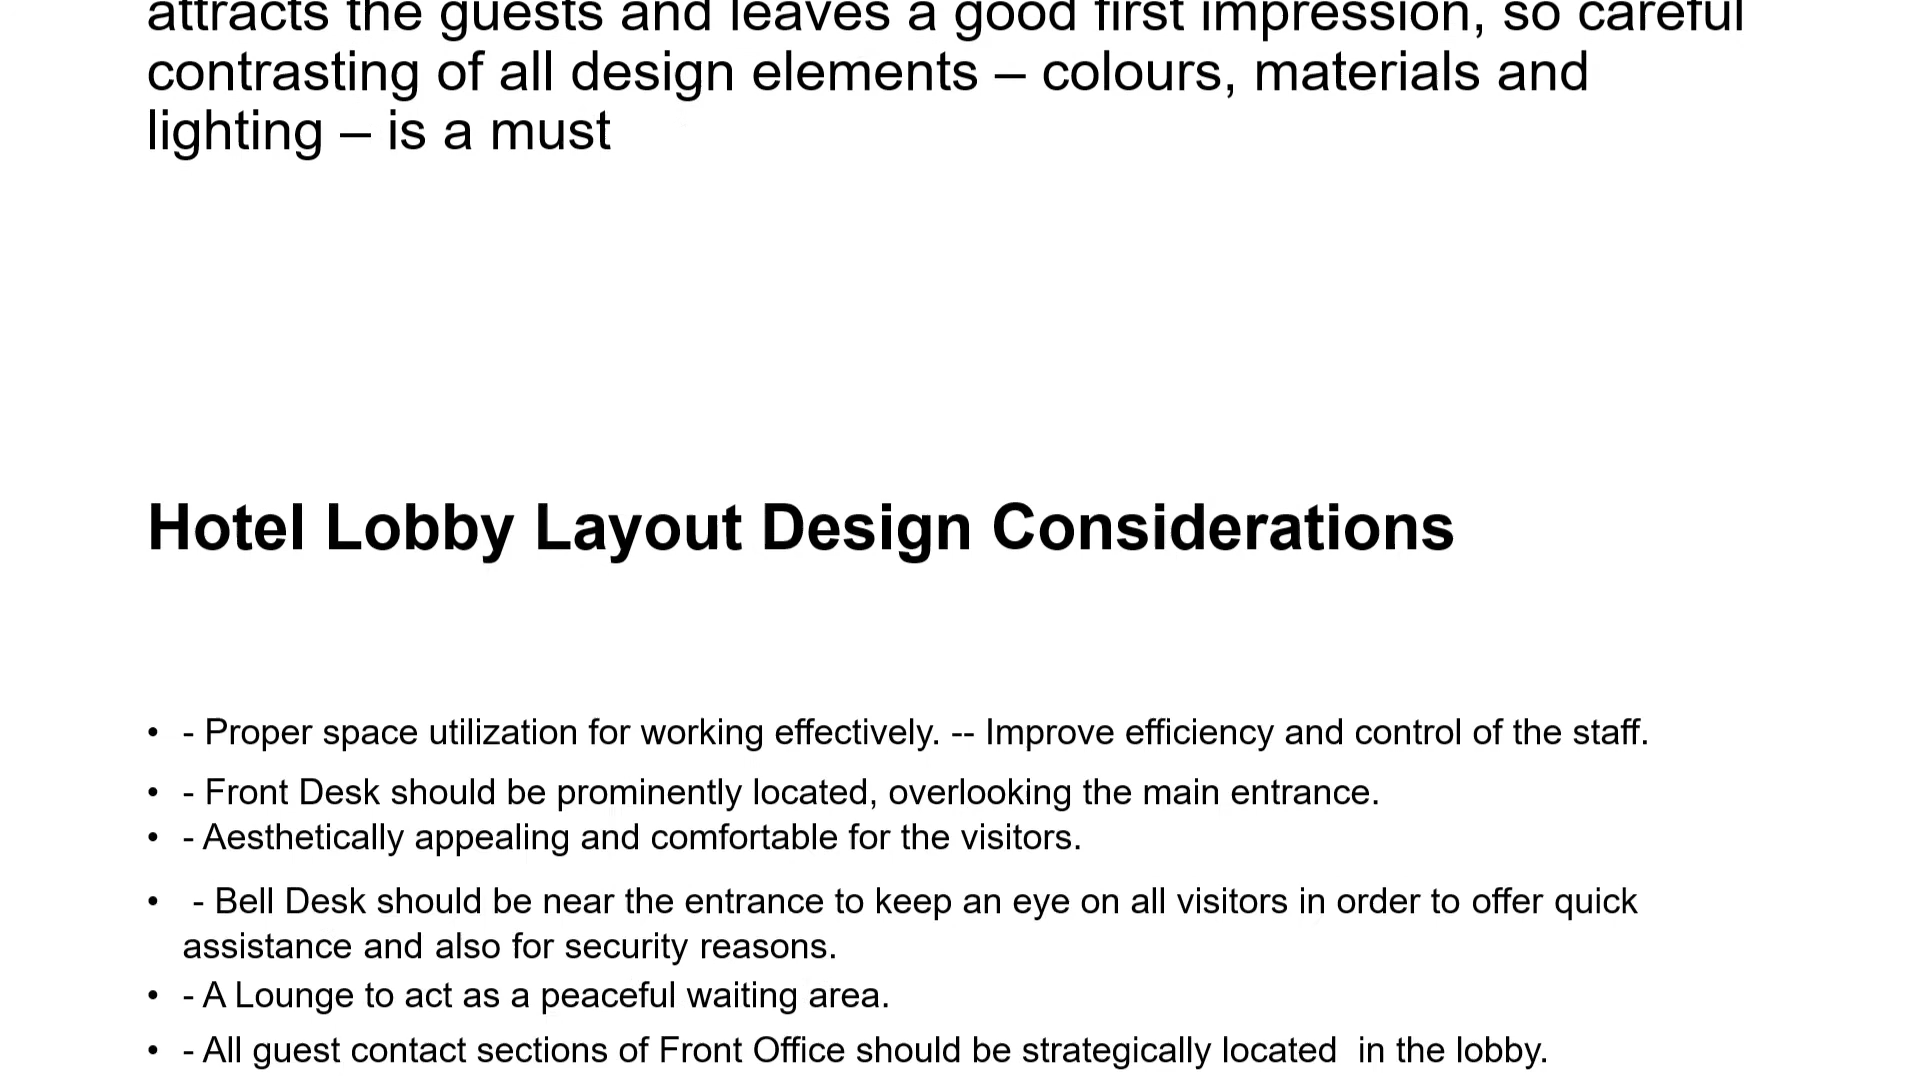 attracts the guests and leaves a good first impression, so careful
contrasting of all design elements – colours, materials and
lighting – is a must
Hotel Lobby Layout Design Considerations
• - Proper space utilization for working effectively. -- Improve efficiency and control of the staff.
• - Front Desk should be prominently located, overlooking the main entrance.
• - Aesthetically appealing and comfortable for the visitors.
•  - Bell Desk should be near the entrance to keep an eye on all visitors in order to offer quick
assistance and also for security reasons.
• - A Lounge to act as a peaceful waiting area.
• - All guest contact sections of Front Office should be strategically located  in the lobby.